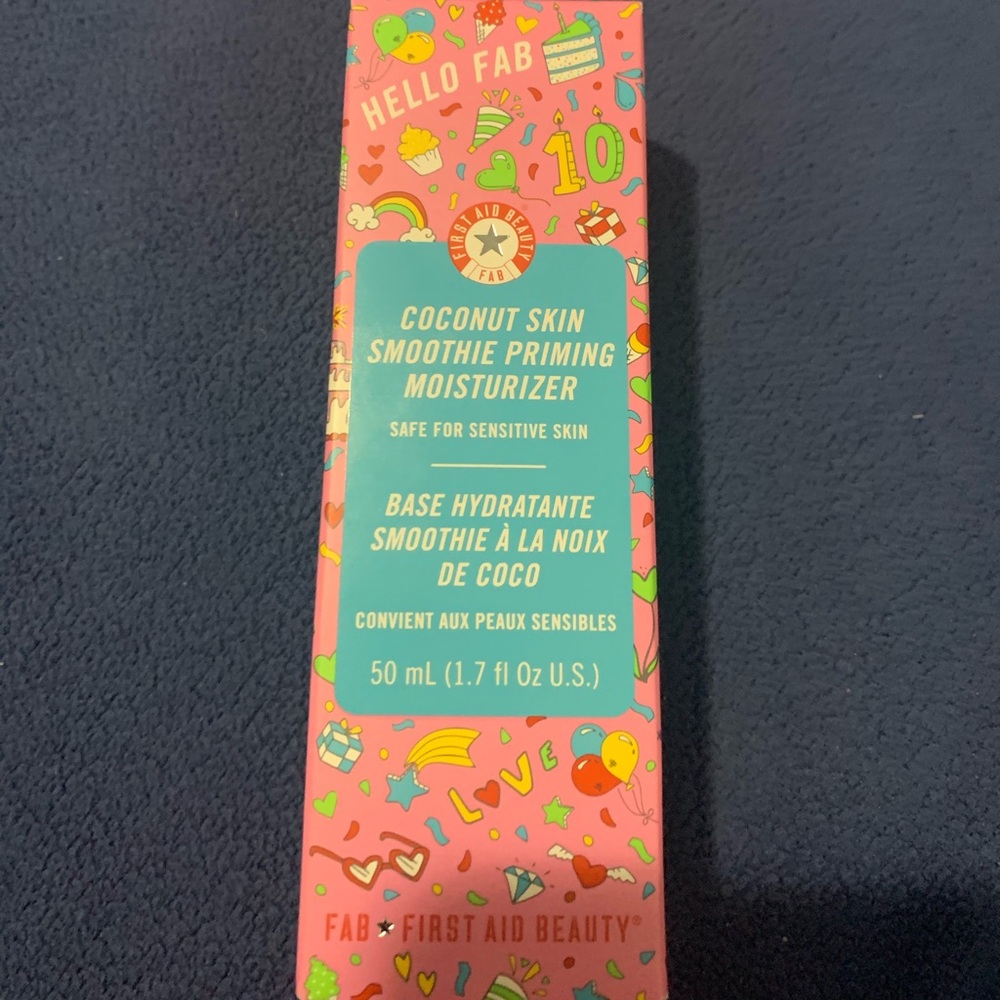 HELLO FAB
10
FIRST AID BEAUTY
FAB
COCONUT SKIN
SMOOTHIE PRIMING
MOISTURIZER
SAFE FOR SENSITIVE SKIN
BASE HYDRATANTE
SMOOTHIE À LA NOIX
DE COCO
CONVIENT AUX PEAUX SENSIBLES
50 mL (1.7 fl Oz U.S.)
LOVE
FAB FIRST AID BEAUTY®